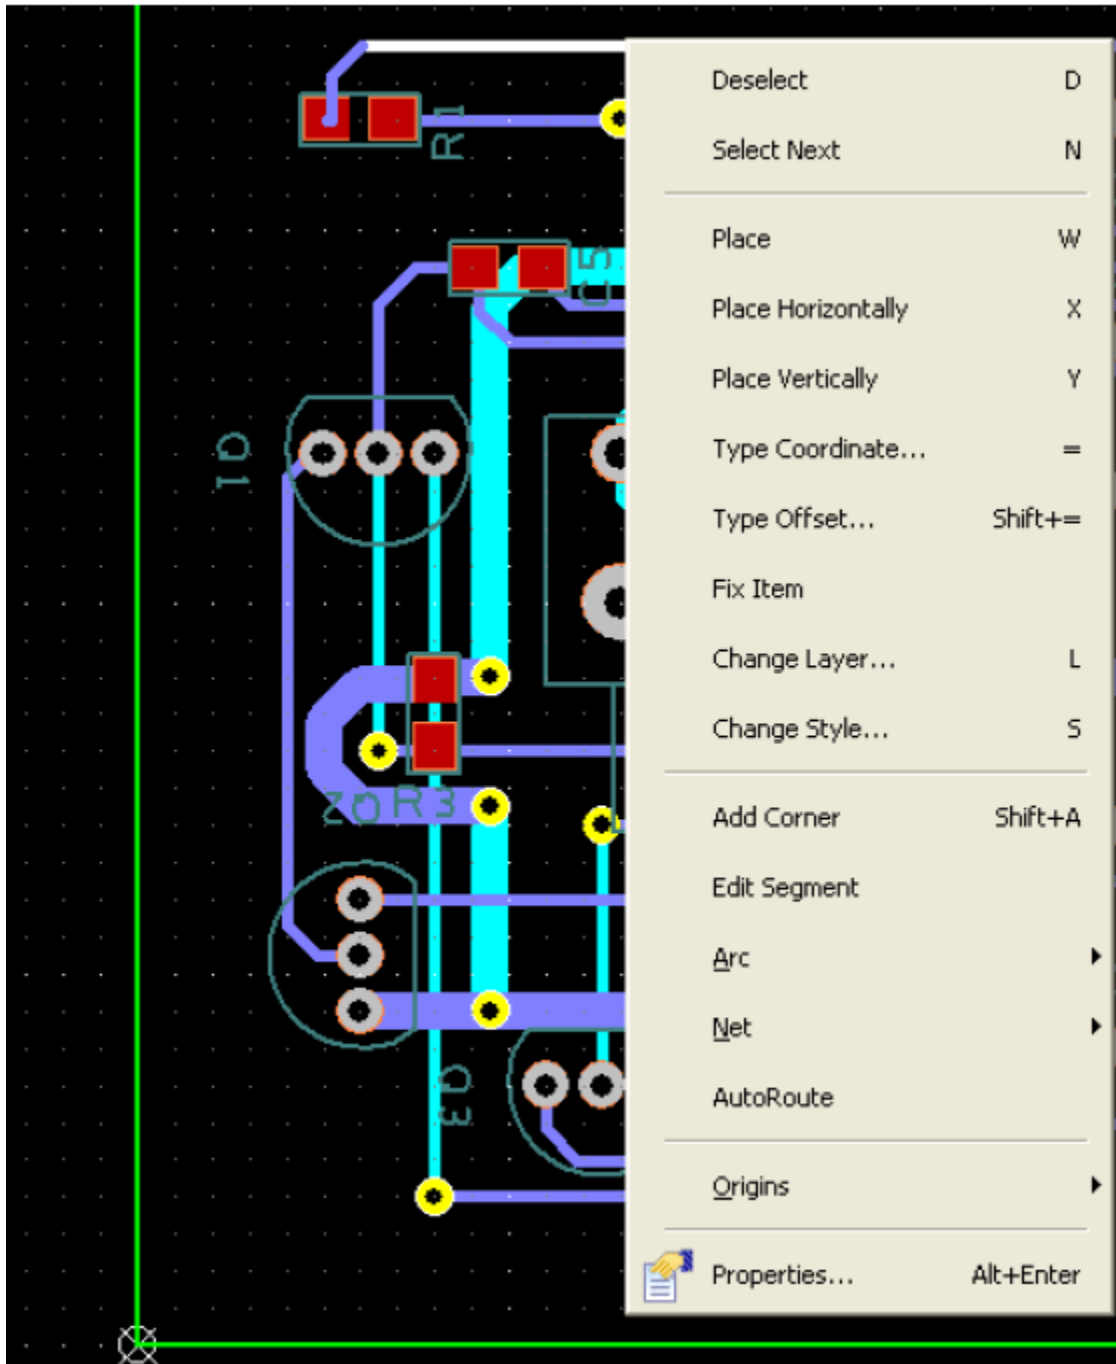 Deselect D
Select Next N
Place W
Place Horizontally X
Place Vertically Y
Type Coordinate... =
Type Offset... Shift+=
Fix Item
Change Layer... L
Change Style... S
Add Corner Shift+A
Edit Segment
Arc
Net
AutoRoute
Origins
Properties... Alt+Enter
R1
C5
Q1
Q2
R3
Q3